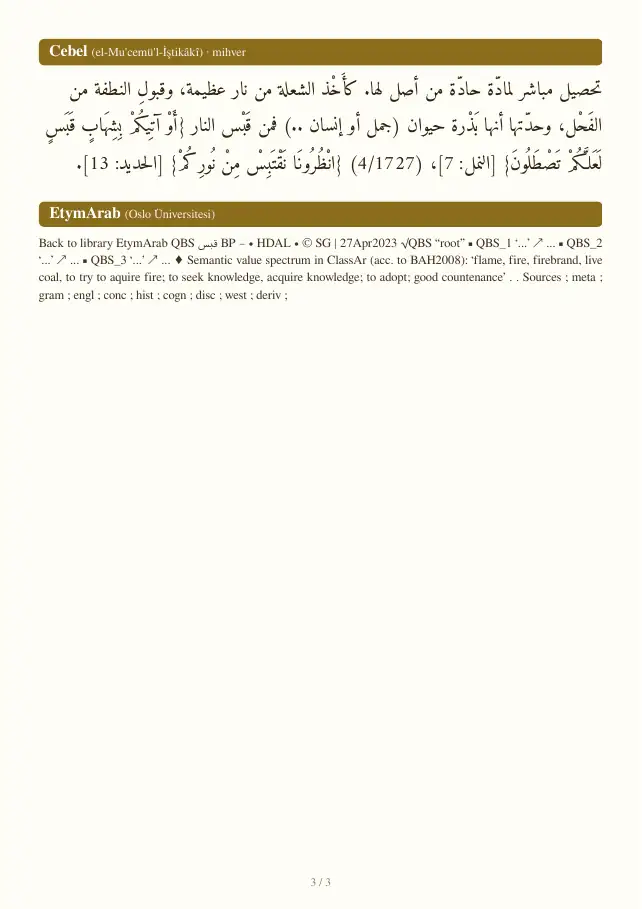 Cebel (el-Mu'cemü'l-İştikâkî) · mihver
تحصيل مباشر لمادّة حادّة من أصل لها. كأَخْذ الشعلة من نار عظيمة، وقبولِ النطفة من
الفَحْل، وحدّتها أنها بَذْرة حيوان (جمل أو إنسان ..) فمن قَبْس النار {أَوْ آتِيكُمْ بِشِهَابٍ قَبَسٍ
لَعَلَّكُمْ تَصْطَلُونَ} [النمل: 7]، (4/1727) {انْظُرُونَا نَقْتَبِسْ مِنْ نُورِكُمْ} [الحديد: 13].
EtymArab (Oslo Üniversitesi)
Back to library EtymArab QBS قبس BP – • HDAL • © SG | 27Apr2023 √QBS “root” ▪ QBS_1 ‘...’ ↗ ... ▪ QBS_2
‘...’ ↗ ... ▪ QBS_3 ‘...’ ↗ ... ♦ Semantic value spectrum in ClassAr (acc. to BAH2008): ‘flame, fire, firebrand, live
coal, to try to aquire fire; to seek knowledge, acquire knowledge; to adopt; good countenance’ . . Sources ; meta ;
gram ; engl ; conc ; hist ; cogn ; disc ; west ; deriv ;
3 / 3